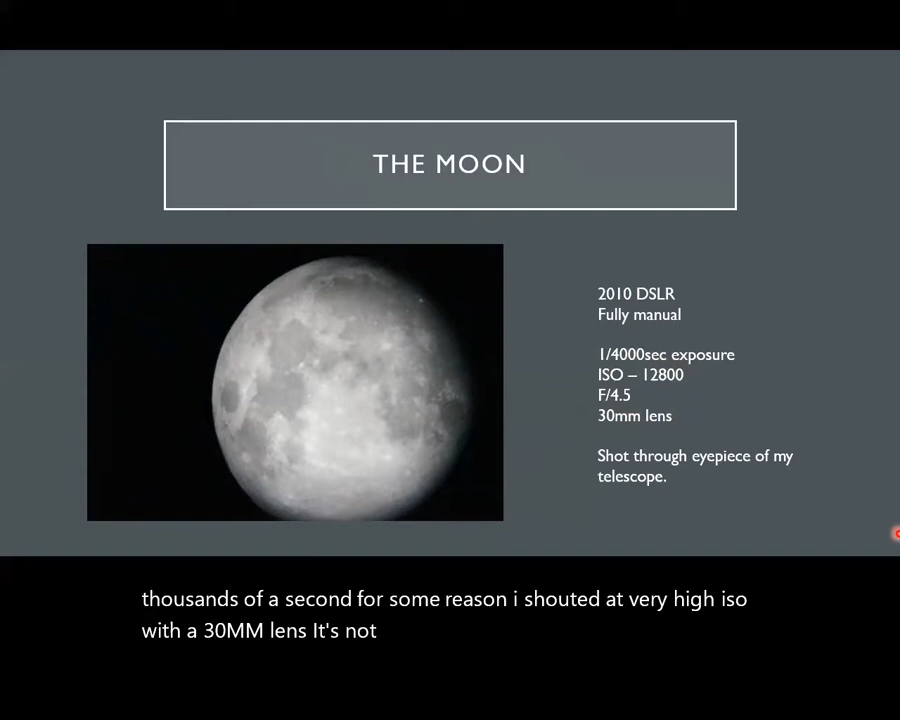 THE MOON
2010 DSLR
Fully manual
1/4000sec exposure
ISO – 12800
F/4.5
30mm lens
Shot through eyepiece of my
telescope.
thousands of a second for some reason i shouted at very high iso
with a 30MM lens It's not